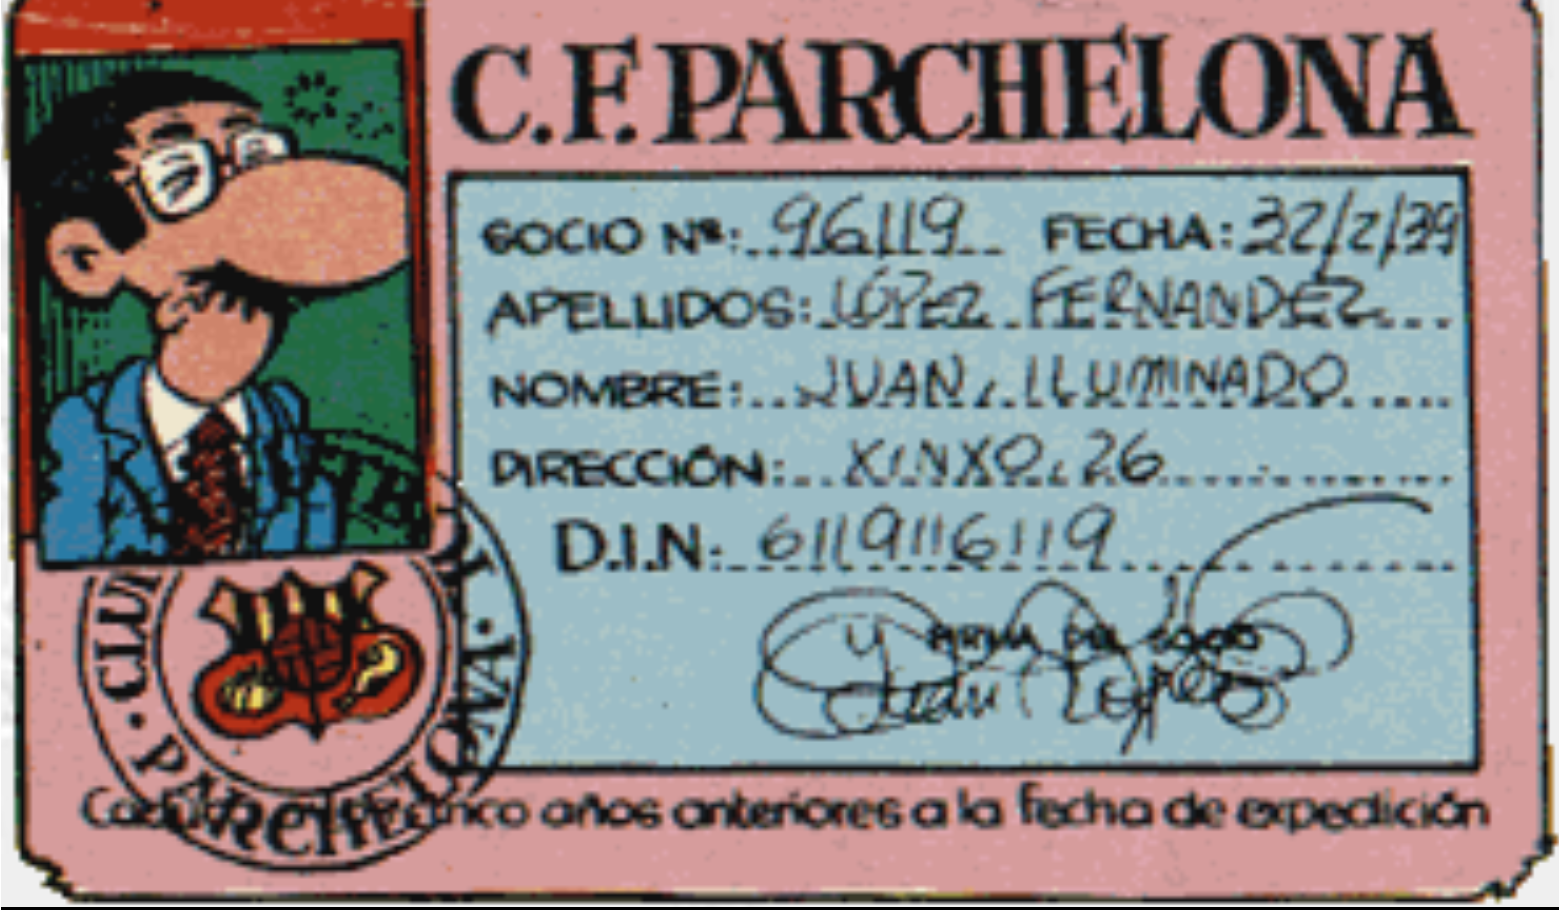 C.F. PARCHELONA
SOCIO Nº: 96119 FECHA: 32/2/39
APELLIDOS: LÓPEZ FERNANDEZ
NOMBRE: JUAN ILUMINADO
DIRECCIÓN: XINXO, 26
D.I.N: 6119116119
FIRMA DEL SOCIO
Juan López
PARCHELONA
años anteriores a la fecha de expedición